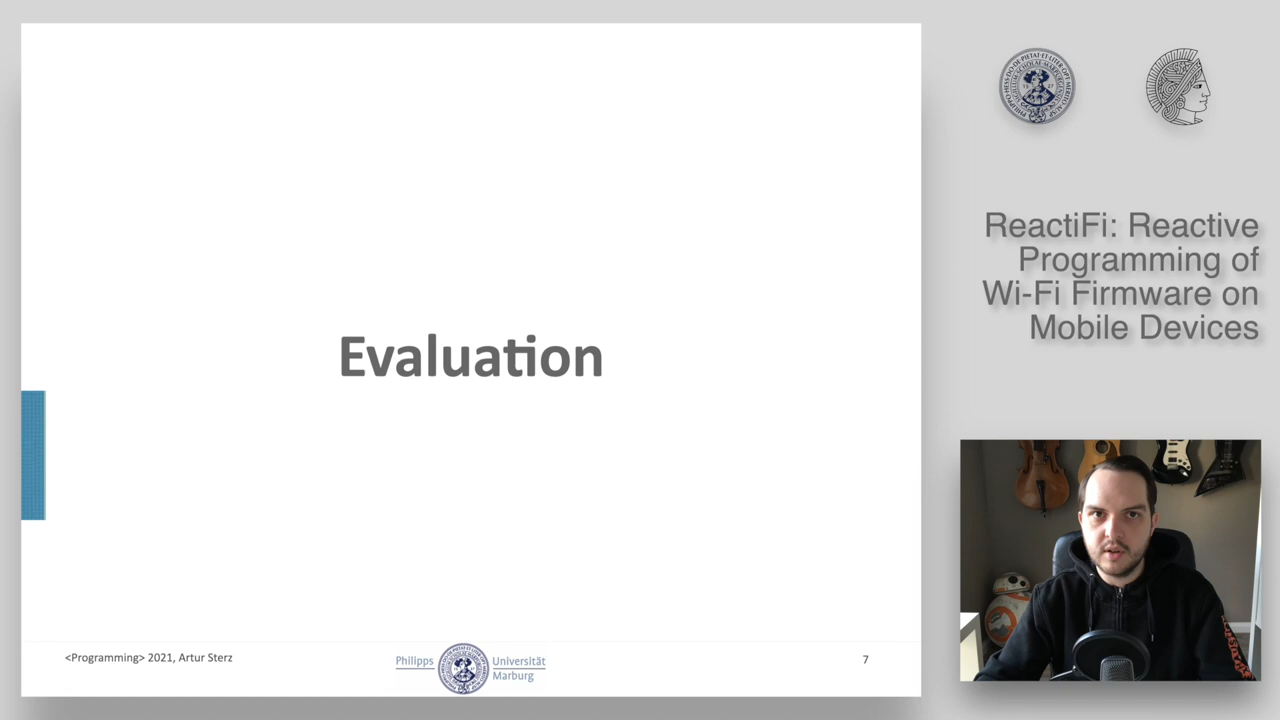 Evaluation
<Programming> 2021, Artur Sterz
Philipps
Universität
Marburg
7
ReactiFi: Reactive
Programming of
Wi-Fi Firmware on
Mobile Devices